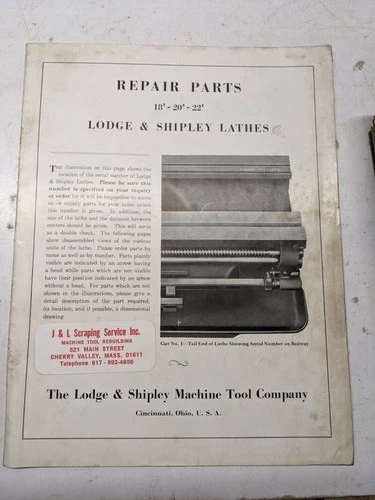 REPAIR PARTS
18" - 20" - 22"
LODGE & SHIPLEY LATHES
THE illustration on this page shows the
location of the serial number of Lodge
& Shipley Lathes. Please be sure this
number is specified on your inquiry
or order for it will be impossible to quote
on or supply parts for your lathe unless
this number is given. In addition, the
size of the lathe and the distance between
centers should be given. This will serve
as a double check. The following pages
show disassembled views of the various
units of the lathe. Please order parts by
name as well as by number. Parts plainly
visible are indicated by an arrow having
a head while parts which are not visible
have their position indicated by an arrow
without a head. For parts which are not
shown in the illustrations, please give a
detail description of the part required,
its location, and if possible, a dimensional
drawing.
Cut No. 1—Tail End of Lathe Showing Serial Number on Bedway
J & L Scraping Service Inc.
MACHINE TOOL REBUILDING
521 MAIN STREET
CHERRY VALLEY, MASS. 01611
Telephone 617 - 892-4856
The Lodge & Shipley Machine Tool Company
Cincinnati, Ohio, U. S. A.